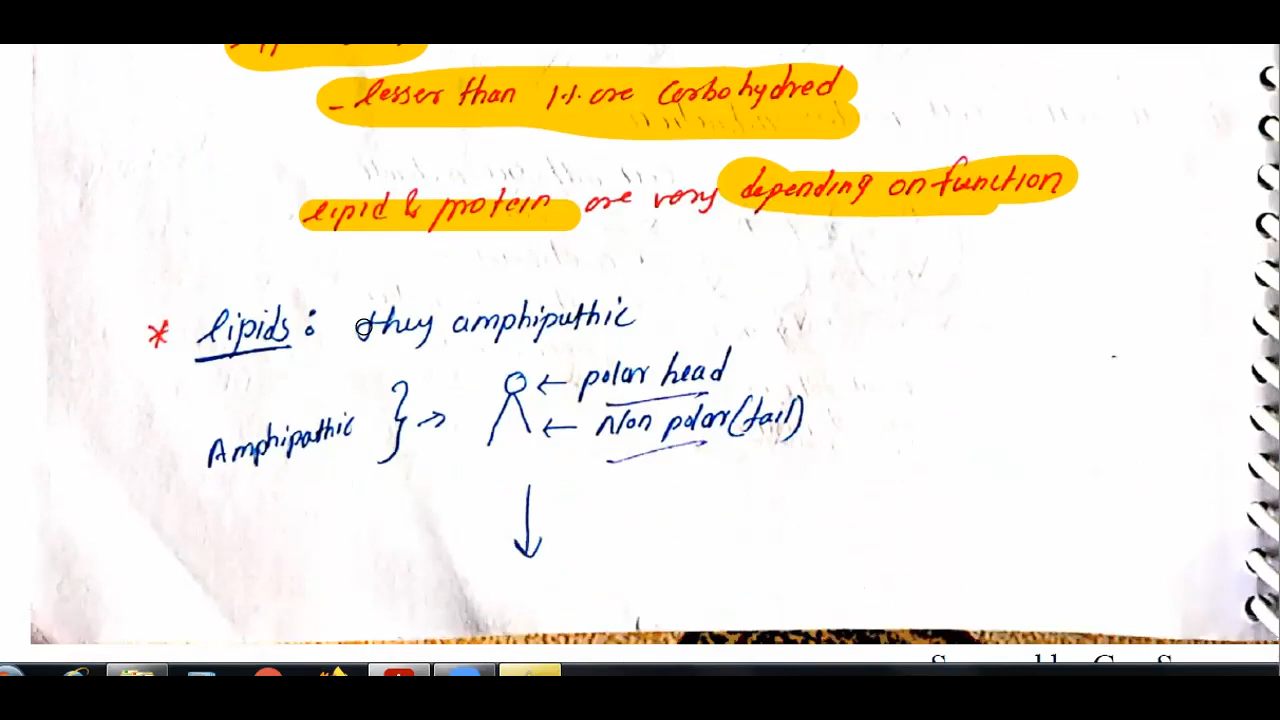 - lesser than 1% are carbohydred
lipid & protein are very depending on function
* lipids: they amphipathic
← polar head
Amphipathic } → ← Non polar (tail)